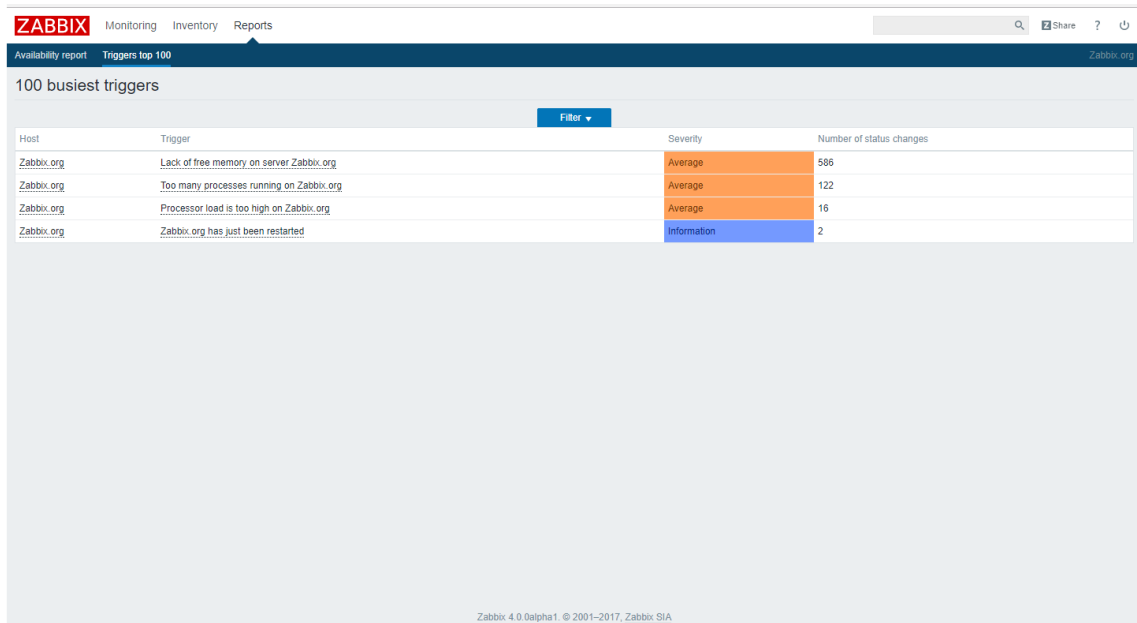 ZABBIX Monitoring Inventory Reports Z Share ?
Availability report Triggers top 100 Zabbix.org
100 busiest triggers
Filter
Host Trigger Severity Number of status changes
Zabbix.org Lack of free memory on server Zabbix.org Average 586
Zabbix.org Too many processes running on Zabbix.org Average 122
Zabbix.org Processor load is too high on Zabbix.org Average 16
Zabbix.org Zabbix.org has just been restarted Information 2
Zabbix 4.0.0alpha1. © 2001–2017, Zabbix SIA